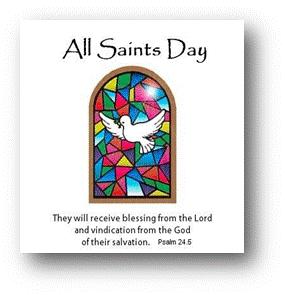 All Saints Day
They will receive blessing from the Lord
and vindication from the God
of their salvation. Psalm 24.5